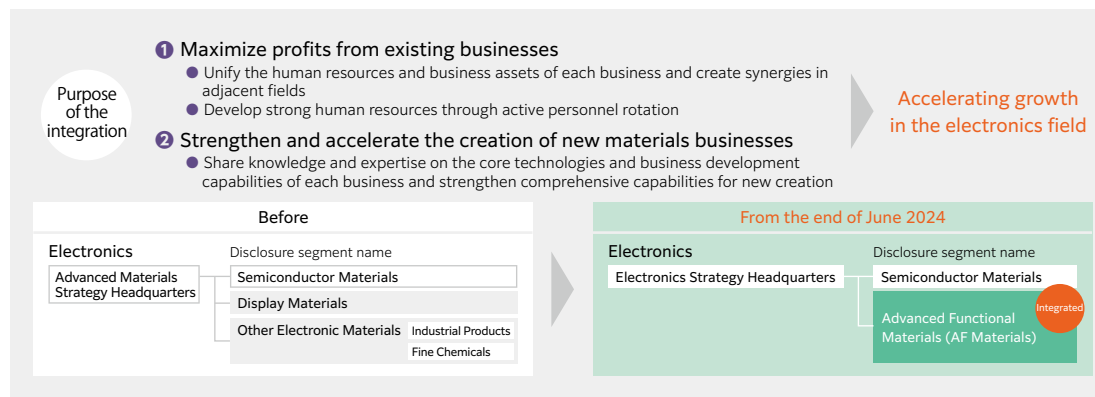 Purpose
of the
integration
1 Maximize profits from existing businesses
● Unify the human resources and business assets of each business and create synergies in
adjacent fields
● Develop strong human resources through active personnel rotation
2 Strengthen and accelerate the creation of new materials businesses
● Share knowledge and expertise on the core technologies and business development
capabilities of each business and strengthen comprehensive capabilities for new creation
Accelerating growth
in the electronics field
Before
Electronics
Disclosure segment name
Advanced Materials
Strategy Headquarters
Semiconductor Materials
Display Materials
Other Electronic Materials
Industrial Products
Fine Chemicals
From the end of June 2024
Electronics
Disclosure segment name
Electronics Strategy Headquarters
Semiconductor Materials
Integrated
Advanced Functional
Materials (AF Materials)